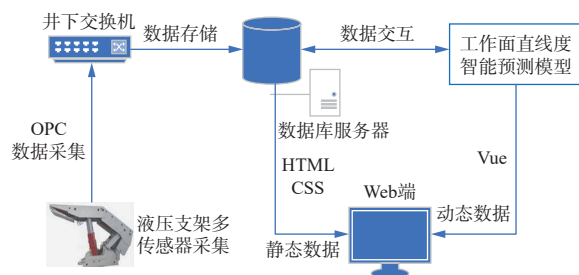 井下交换机
数据存储
数据交互
工作面直线度
智能预测模型
数据库服务器
OPC
数据采集
HTML
CSS
Vue
Web端
液压支架多
传感器采集
静态数据
动态数据